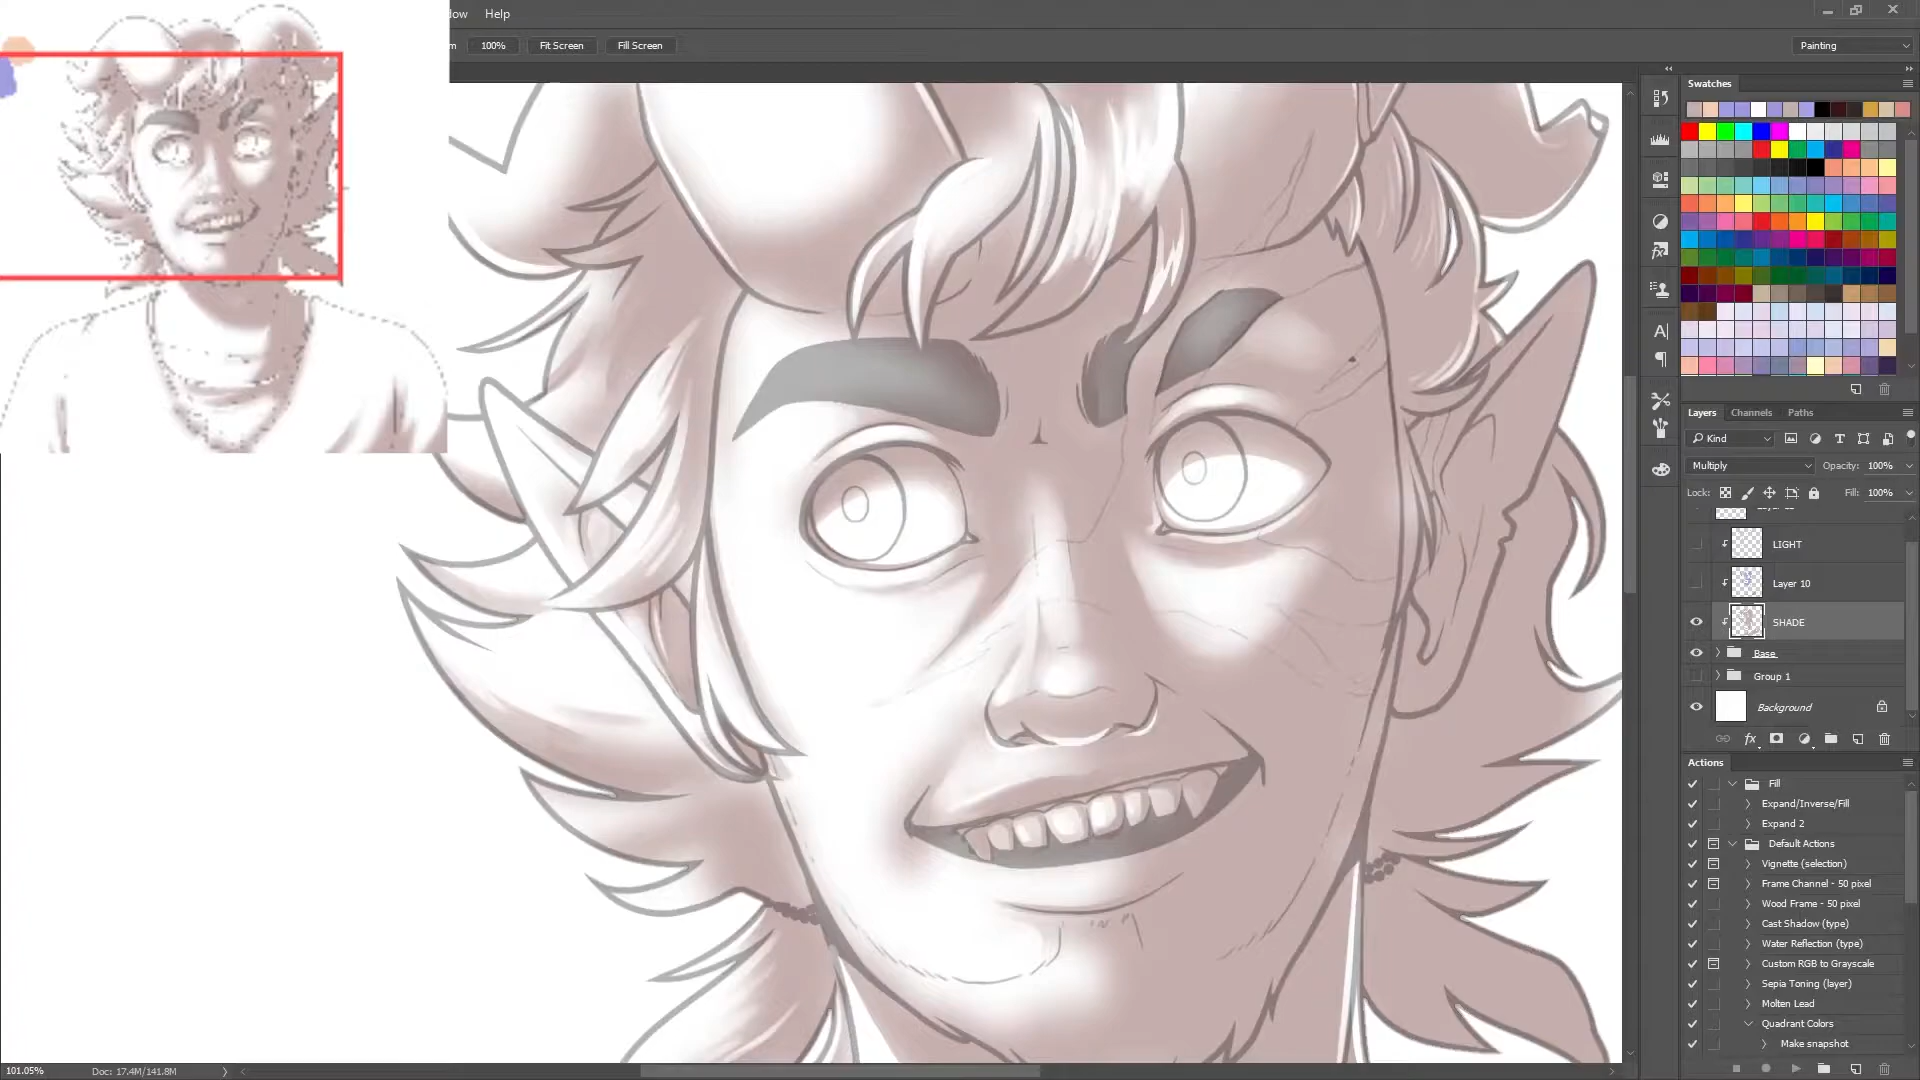 Help
100%
Fit Screen
Fill Screen
Painting
Swatches
Layers Channels Paths
Kind
Multiply Opacity: 100%
Lock: Fill: 100%
LIGHT
Layer 10
SHADE
Base
Group 1
Background
Actions
Fill
Expand/Inverse/Fill
Expand 2
Default Actions
Vignette (selection)
Frame Channel - 50 pixel
Wood Frame - 50 pixel
Cast Shadow (type)
Water Reflection (type)
Custom RGB to Grayscale
Sepia Toning (layer)
Molten Lead
Quadrant Colors
Make snapshot
101.05% Doc: 17.4M/141.8M